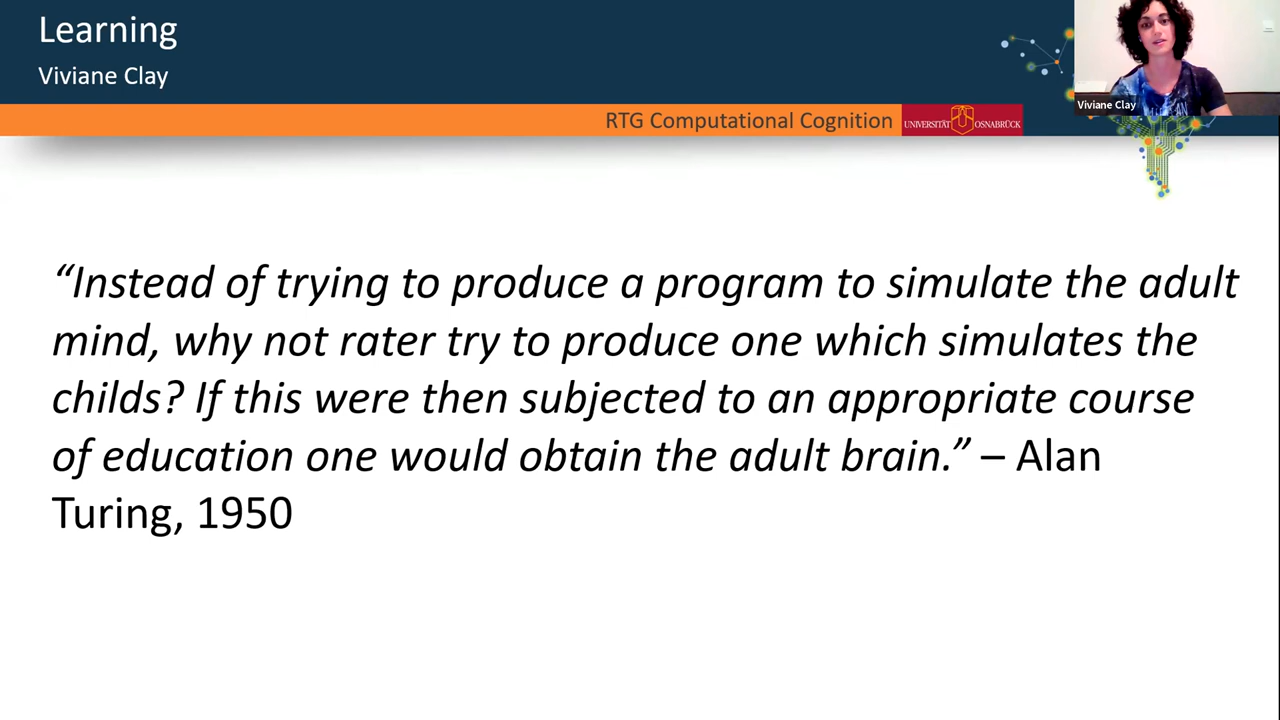 Learning
Viviane Clay
Viviane Clay
RTG Computational Cognition
UNIVERSITÄT OSNABRÜCK
“Instead of trying to produce a program to simulate the adult
mind, why not rater try to produce one which simulates the
childs? If this were then subjected to an appropriate course
of education one would obtain the adult brain.” – Alan
Turing, 1950